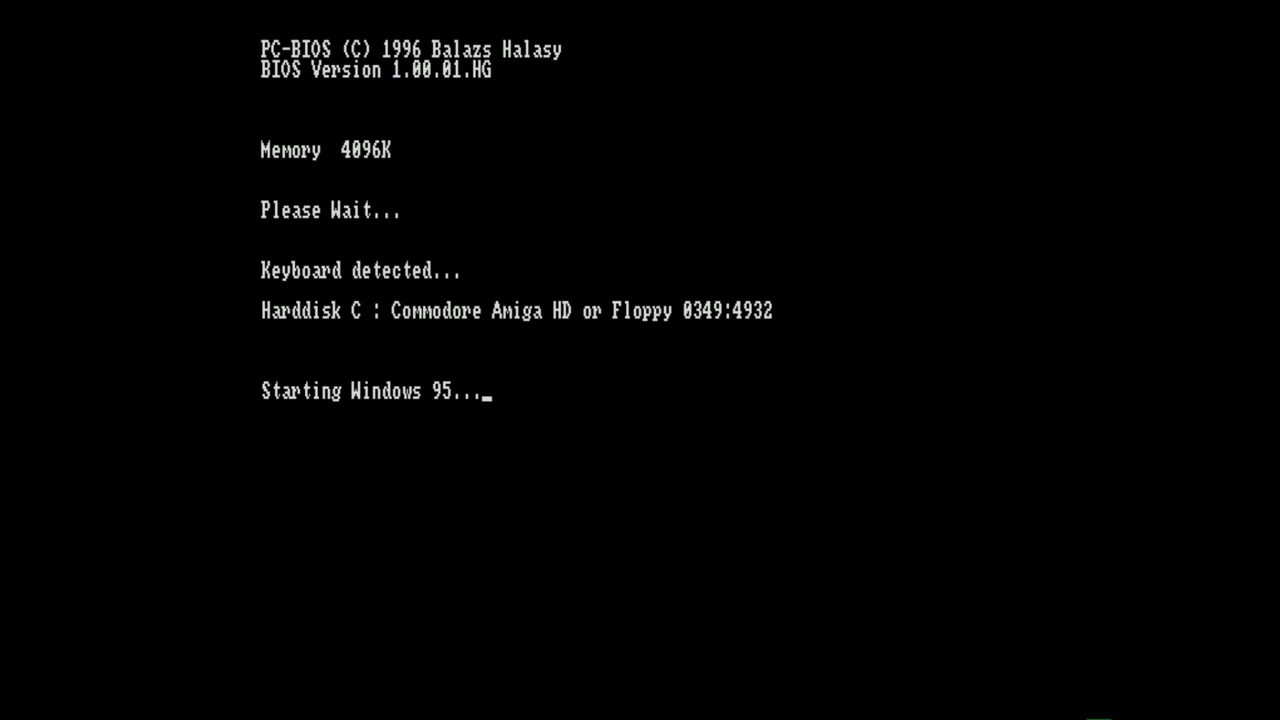 PC-BIOS (C) 1996 Balazs Halasy
BIOS Version 1.00.01.HG
Memory 4096K
Please Wait...
Keyboard detected...
Harddisk C : Commodore Amiga HD or Floppy 0349:4932
Starting Windows 95..._